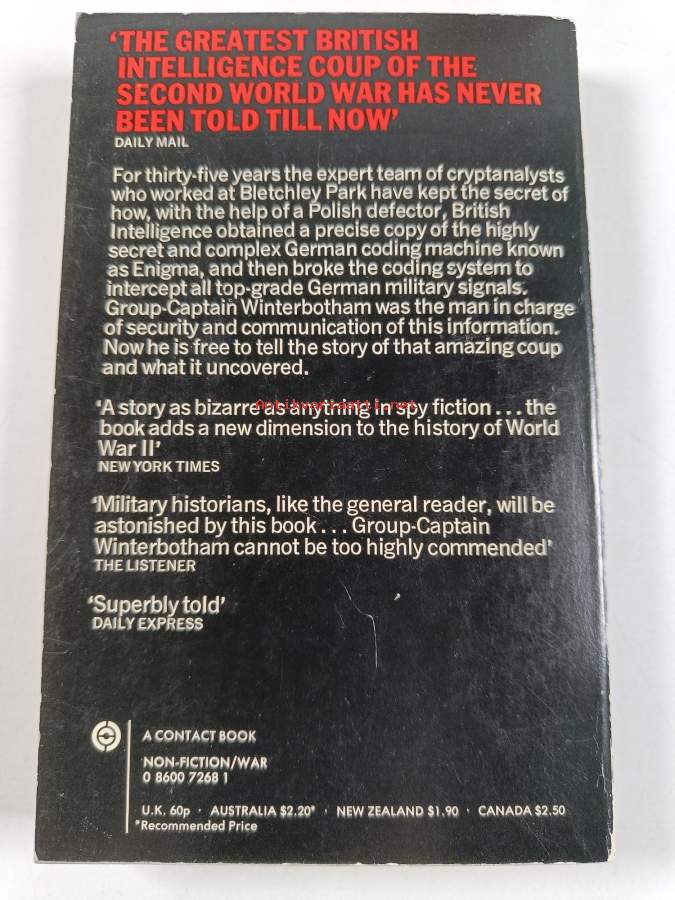 ‘THE GREATEST BRITISH
INTELLIGENCE COUP OF THE
SECOND WORLD WAR HAS NEVER
BEEN TOLD TILL NOW’
DAILY MAIL
For thirty-five years the expert team of cryptanalysts
who worked at Bletchley Park have kept the secret of
how, with the help of a Polish defector, British
Intelligence obtained a precise copy of the highly
secret and complex German coding machine known
as Enigma, and then broke the coding system to
intercept all top-grade German military signals.
Group-Captain Winterbotham was the man in charge
of security and communication of this information.
Now he is free to tell the story of that amazing coup
and what it uncovered.
‘A story as bizarre as anything in spy fiction ... the
Antikvariaatti.net
book adds a new dimension to the history of World
War II’
NEW YORK TIMES
‘Military historians, like the general reader, will be
astonished by this book ... Group-Captain
Winterbotham cannot be too highly commended’
THE LISTENER
‘Superbly told’
DAILY EXPRESS
A CONTACT BOOK
NON-FICTION/WAR
0 8600 7268 1
U.K. 60p · AUSTRALIA $2.20* · NEW ZEALAND $1.90 · CANADA $2.50
*Recommended Price